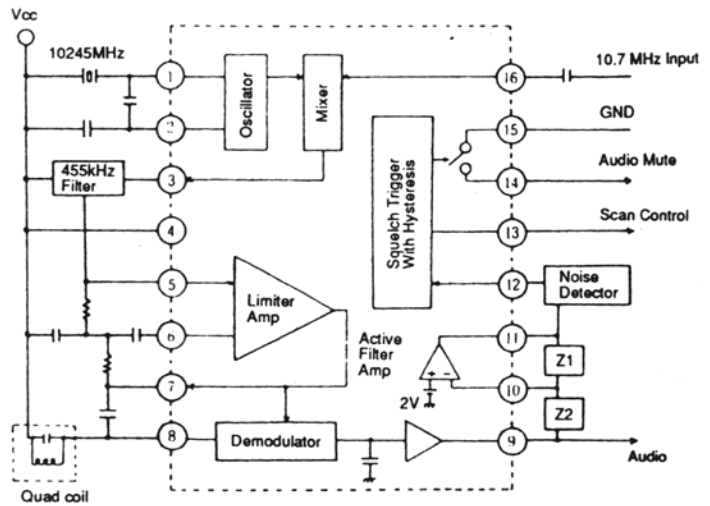 Vcc
10245MHz
1
Oscillator
Mixer
16
10.7 MHz Input
2
15
GND
455kHz
Filter
3
Squelch Trigger
With Hysteresis
14
Audio Mute
4
13
Scan Control
5
Limiter
Amp
12
Noise
Detector
6
Active
Filter
Amp
11
Z1
7
+ -
2V
10
Z2
8
Demodulator
9
Audio
Quad coil